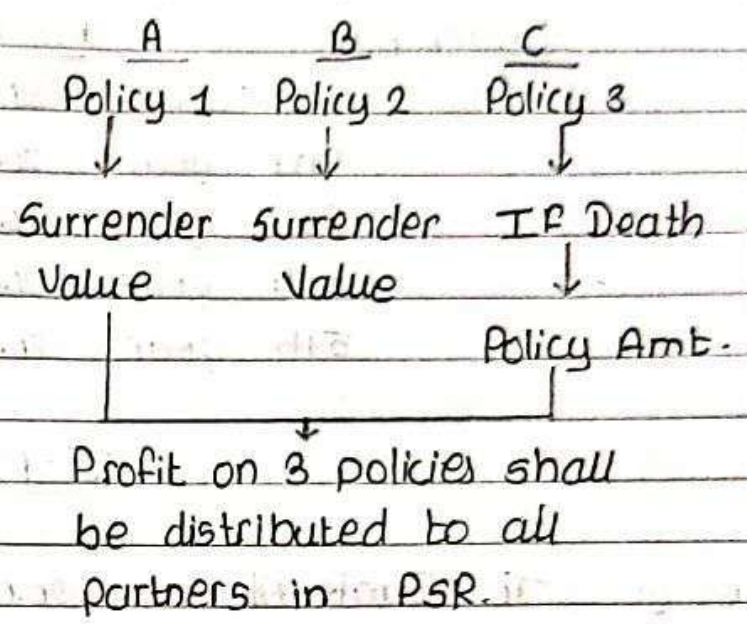 A B C
Policy 1 Policy 2 Policy 3
Surrender Surrender If Death
Value Value
Policy Amt.
Profit on 3 policies shall
be distributed to all
partners in PSR.